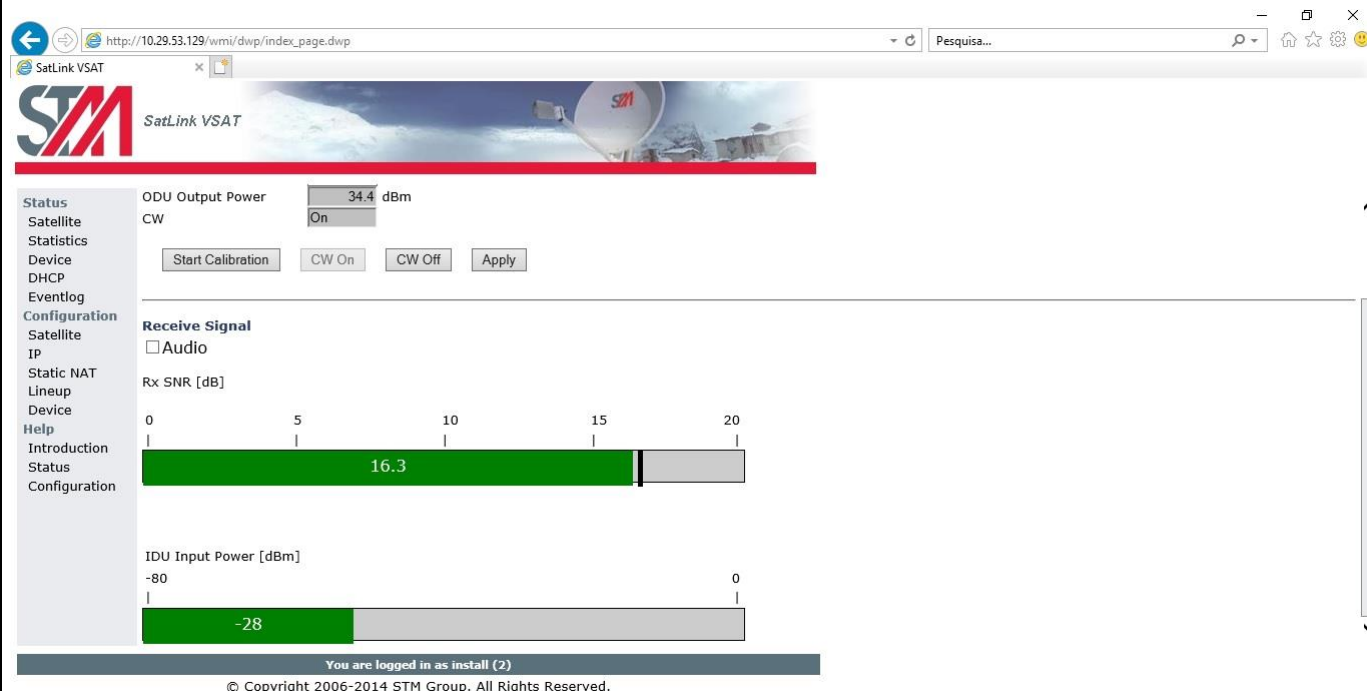 http://10.29.53.129/wmi/dwp/index_page.dwp
Pesquisa...
SatLink VSAT
STM
SatLink VSAT
STM
Status
Satellite
Statistics
Device
DHCP
Eventlog
Configuration
Satellite
IP
Static NAT
Lineup
Device
Help
Introduction
Status
Configuration
ODU Output Power 34.4 dBm
CW On
Start Calibration CW On CW Off Apply
Receive Signal
Audio
Rx SNR [dB]
0 5 10 15 20
16.3
IDU Input Power [dBm]
-80 0
-28
You are logged in as install (2)
© Copyright 2006-2014 STM Group. All Rights Reserved.